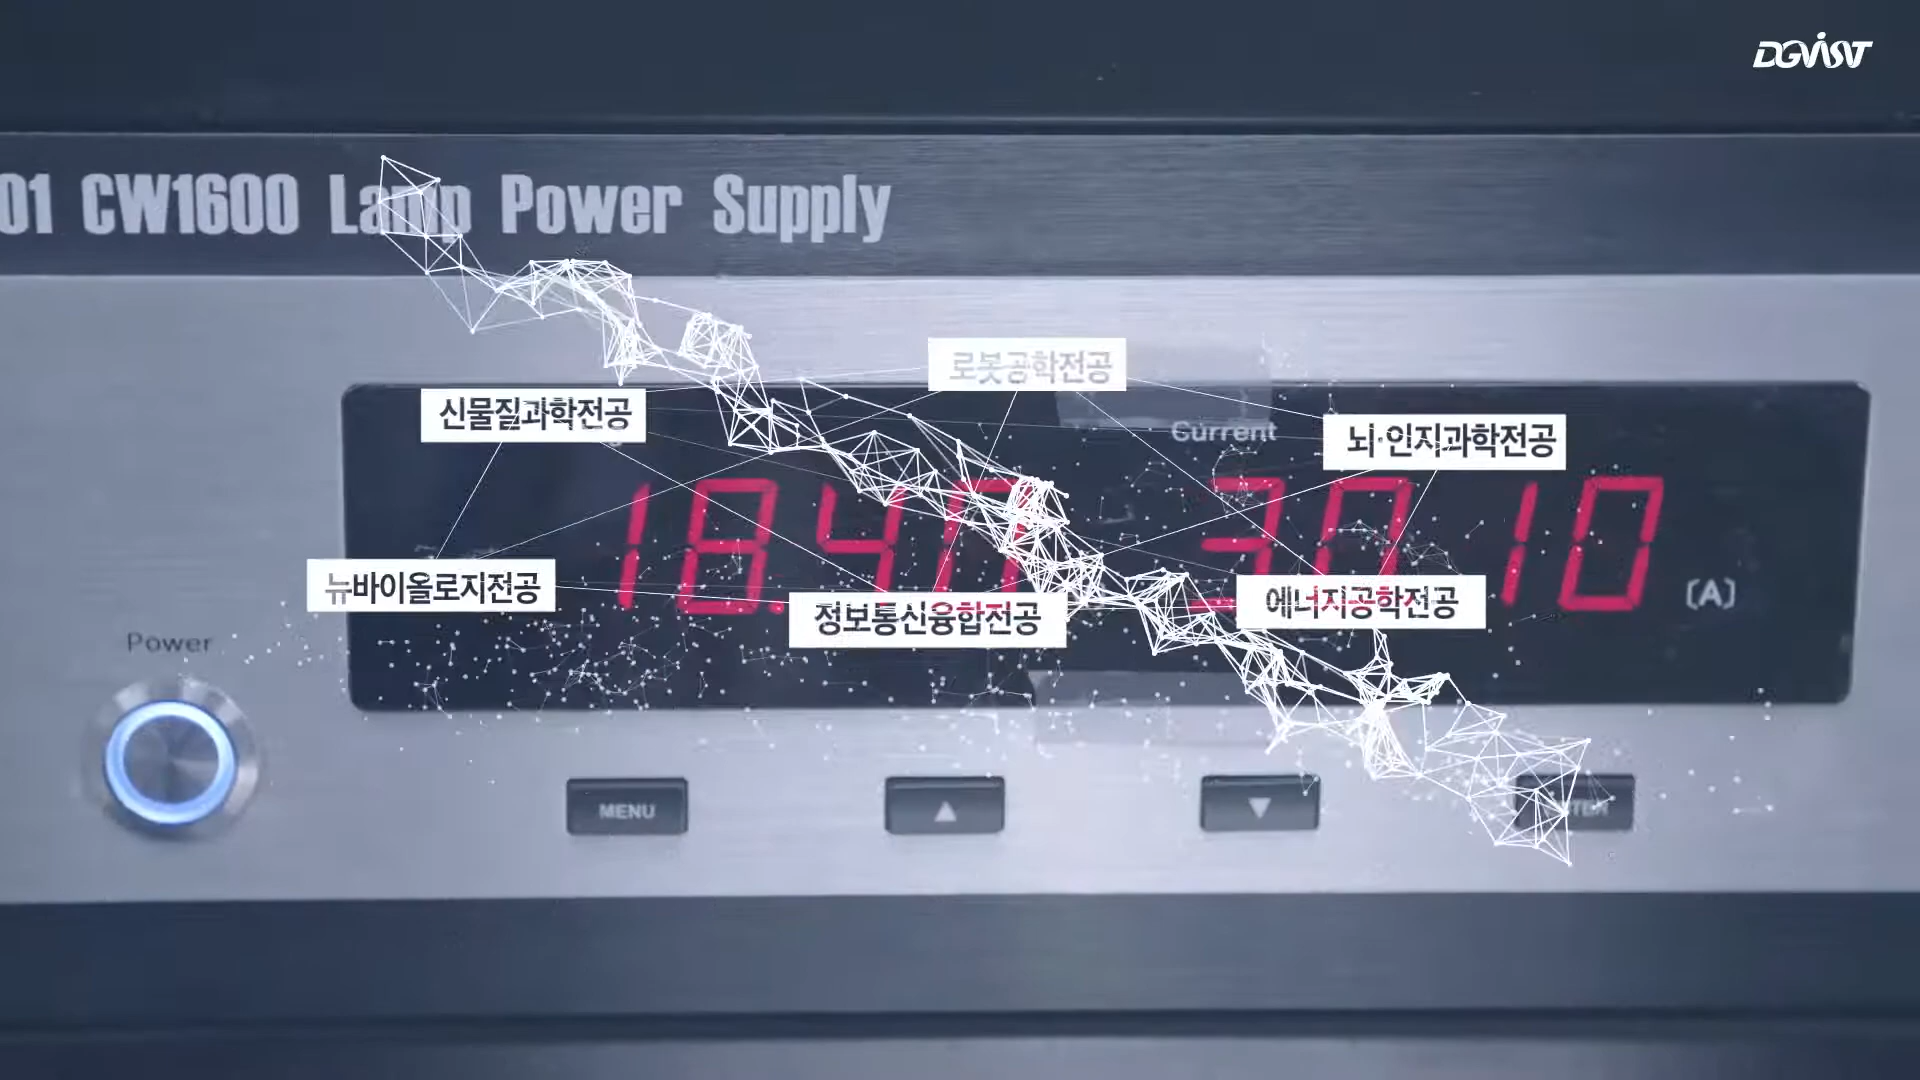 DGIST
01 CW1600 Lamp Power Supply
로봇공학전공
신물질과학전공
뇴·인지과학전공
Current
18.40
30.10
(A)
뉴바이올로지전공
정보통신융합전공
에너지공학전공
Power
MENU
▲
▼